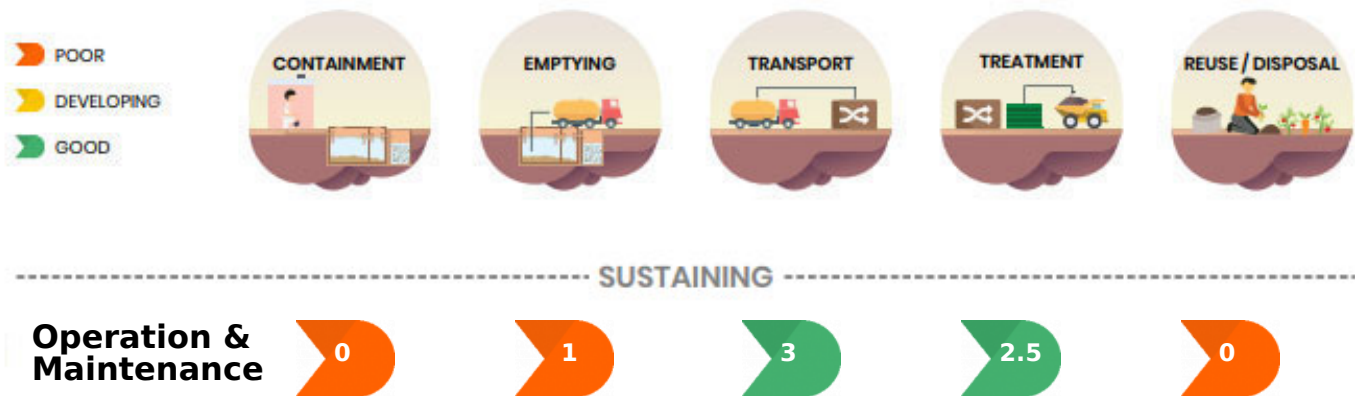 POOR
DEVELOPING
GOOD
CONTAINMENT
EMPTYING
TRANSPORT
TREATMENT
REUSE / DISPOSAL
SUSTAINING
Operation &
Maintenance
0
1
3
2.5
0